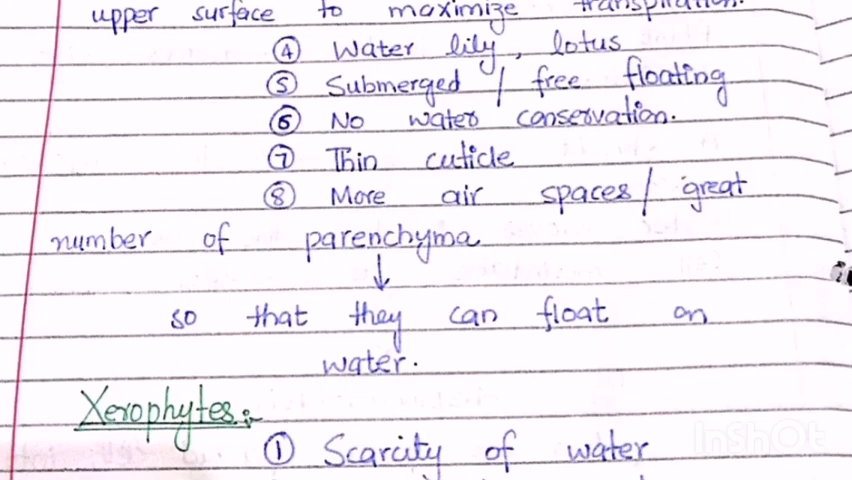 upper surface to maximize transpiration.
④ Water lily, lotus
⑤ Submerged / free floating
⑥ No water conservation.
⑦ Thin cuticle
⑧ More air spaces / great
number of parenchyma
↓
so that they can float on
water.
Xerophytes:-
① Scarcity of water
InShOt